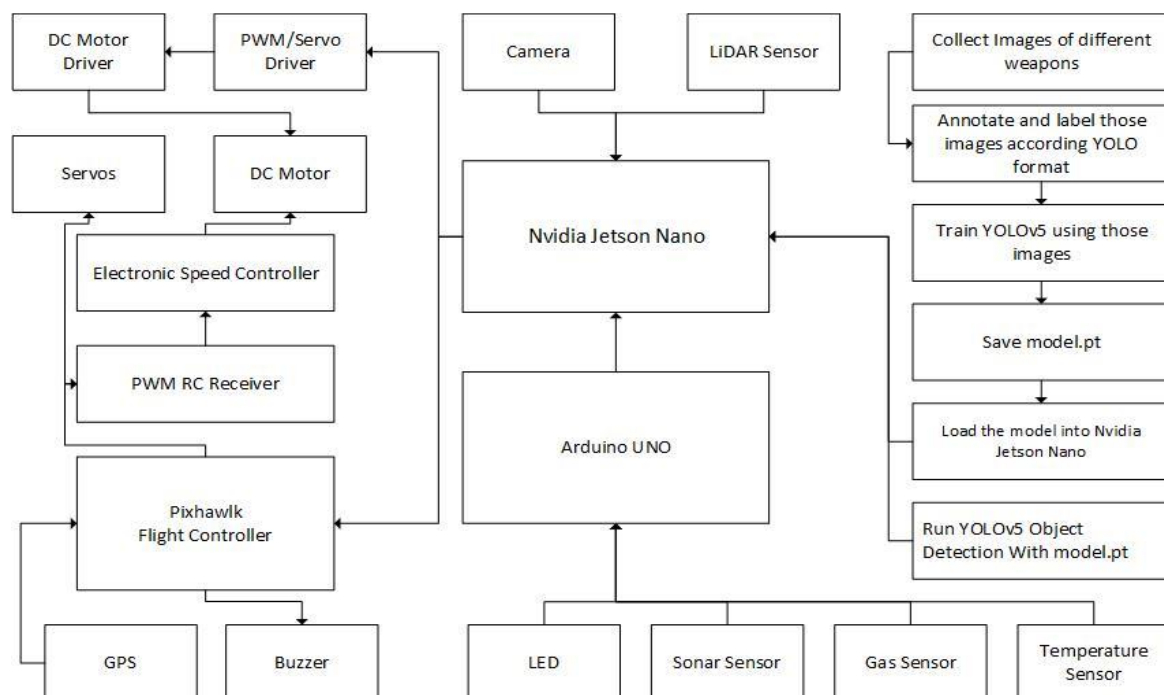 DC Motor
Driver
PWM/Servo
Driver
Camera
LiDAR Sensor
Collect Images of different
weapons
Annotate and label those
images according YOLO
format
Servos
DC Motor
Nvidia Jetson Nano
Train YOLOv5 using those
images
Electronic Speed Controller
Save model.pt
PWM RC Receiver
Arduino UNO
Load the model into Nvidia
Jetson Nano
Pixhawlk
Flight Controller
Run YOLOv5 Object
Detection With model.pt
GPS
Buzzer
LED
Sonar Sensor
Gas Sensor
Temperature
Sensor